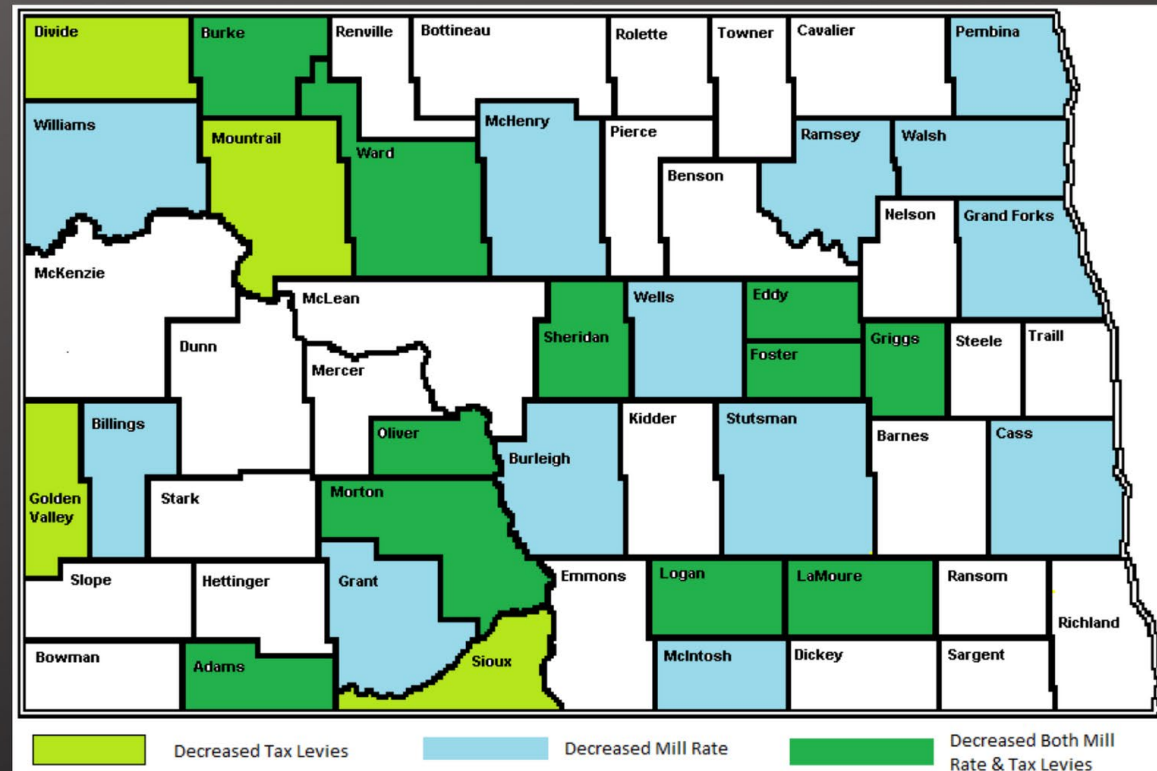 Divide
Burke
Renville
Bottineau
Rolette
Towner
Cavalier
Pembina
Williams
Mountrail
Ward
McHenry
Pierce
Benson
Ramsey
Walsh
Nelson
Grand Forks
McKenzie
McLean
Dunn
Mercer
Sheridan
Wells
Eddy
Foster
Griggs
Steele
Traill
Golden
Valley
Billings
Stark
Oliver
Morton
Burleigh
Kidder
Stutsman
Barnes
Cass
Slope
Hettinger
Grant
Emmons
Logan
LaMoure
Ransom
Richland
Bowman
Adams
Sioux
McIntosh
Dickey
Sargent
Decreased Tax Levies
Decreased Mill Rate
Decreased Both Mill
Rate & Tax Levies